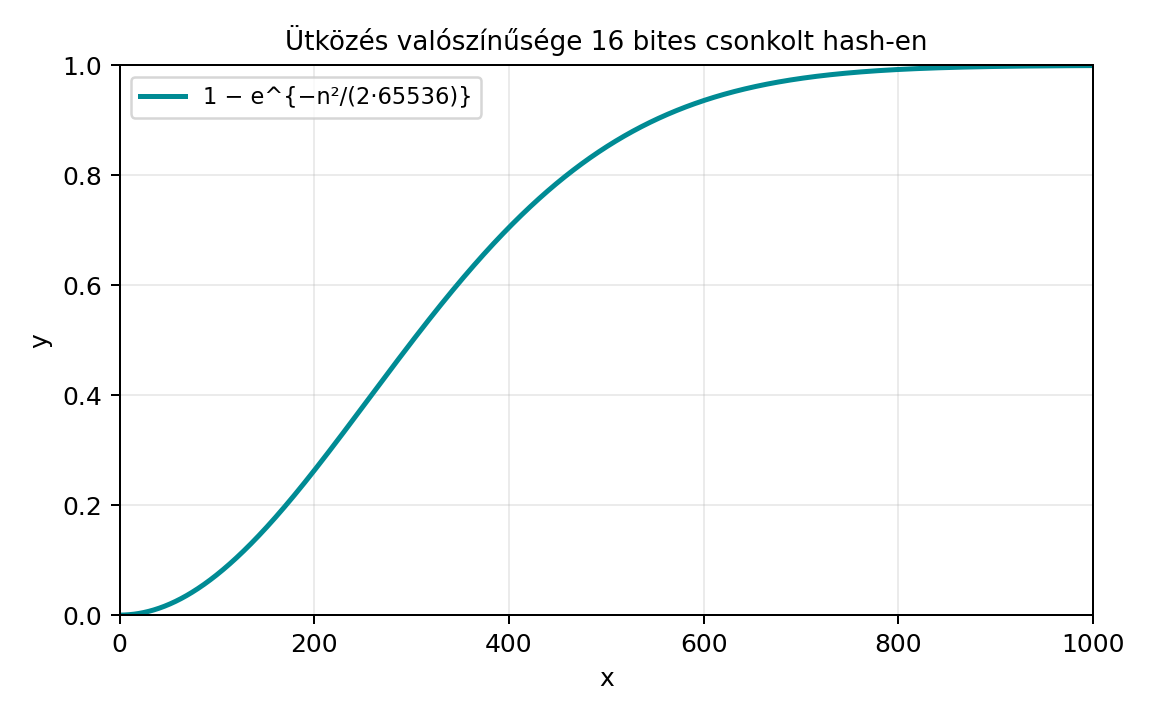 Ütközés valószínűsége 16 bites csonkolt hash-en
1 − e^{−n²/(2·65536)}
1.0
0.8
0.6
0.4
0.2
0.0
y
0 200 400 600 800 1000
x